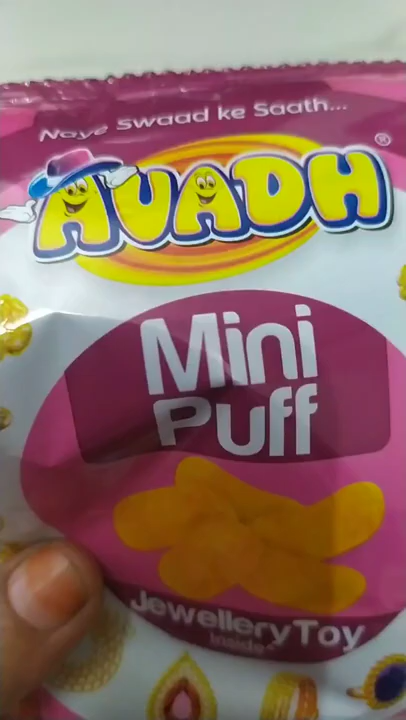 Naye Swaad ke Saath...
AVADH ®
Mini
Puff
Jewellery Toy
Inside